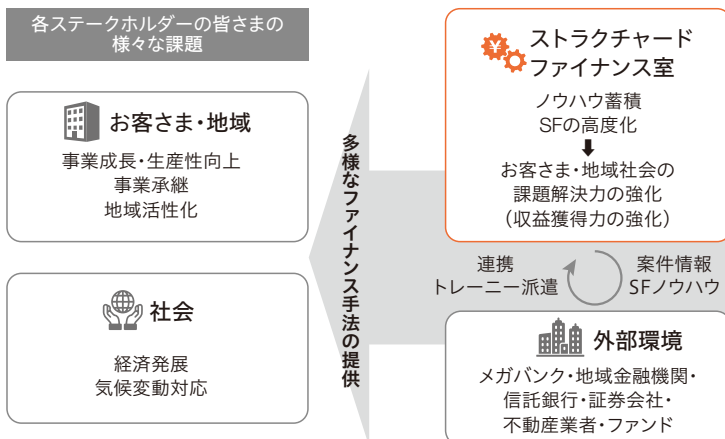 各ステークホルダーの皆さまの
様々な課題
お客さま・地域
事業成長・生産性向上
事業承継
地域活性化
社会
経済発展
気候変動対応
多様なファイナンス手法の提供
¥
ストラクチャード
ファイナンス室
ノウハウ蓄積
SFの高度化
お客さま・地域社会の
課題解決力の強化
（収益獲得力の強化）
連携
トレーニー派遣
案件情報
SFノウハウ
外部環境
メガバンク・地域金融機関・
信託銀行・証券会社・
不動産業者・ファンド